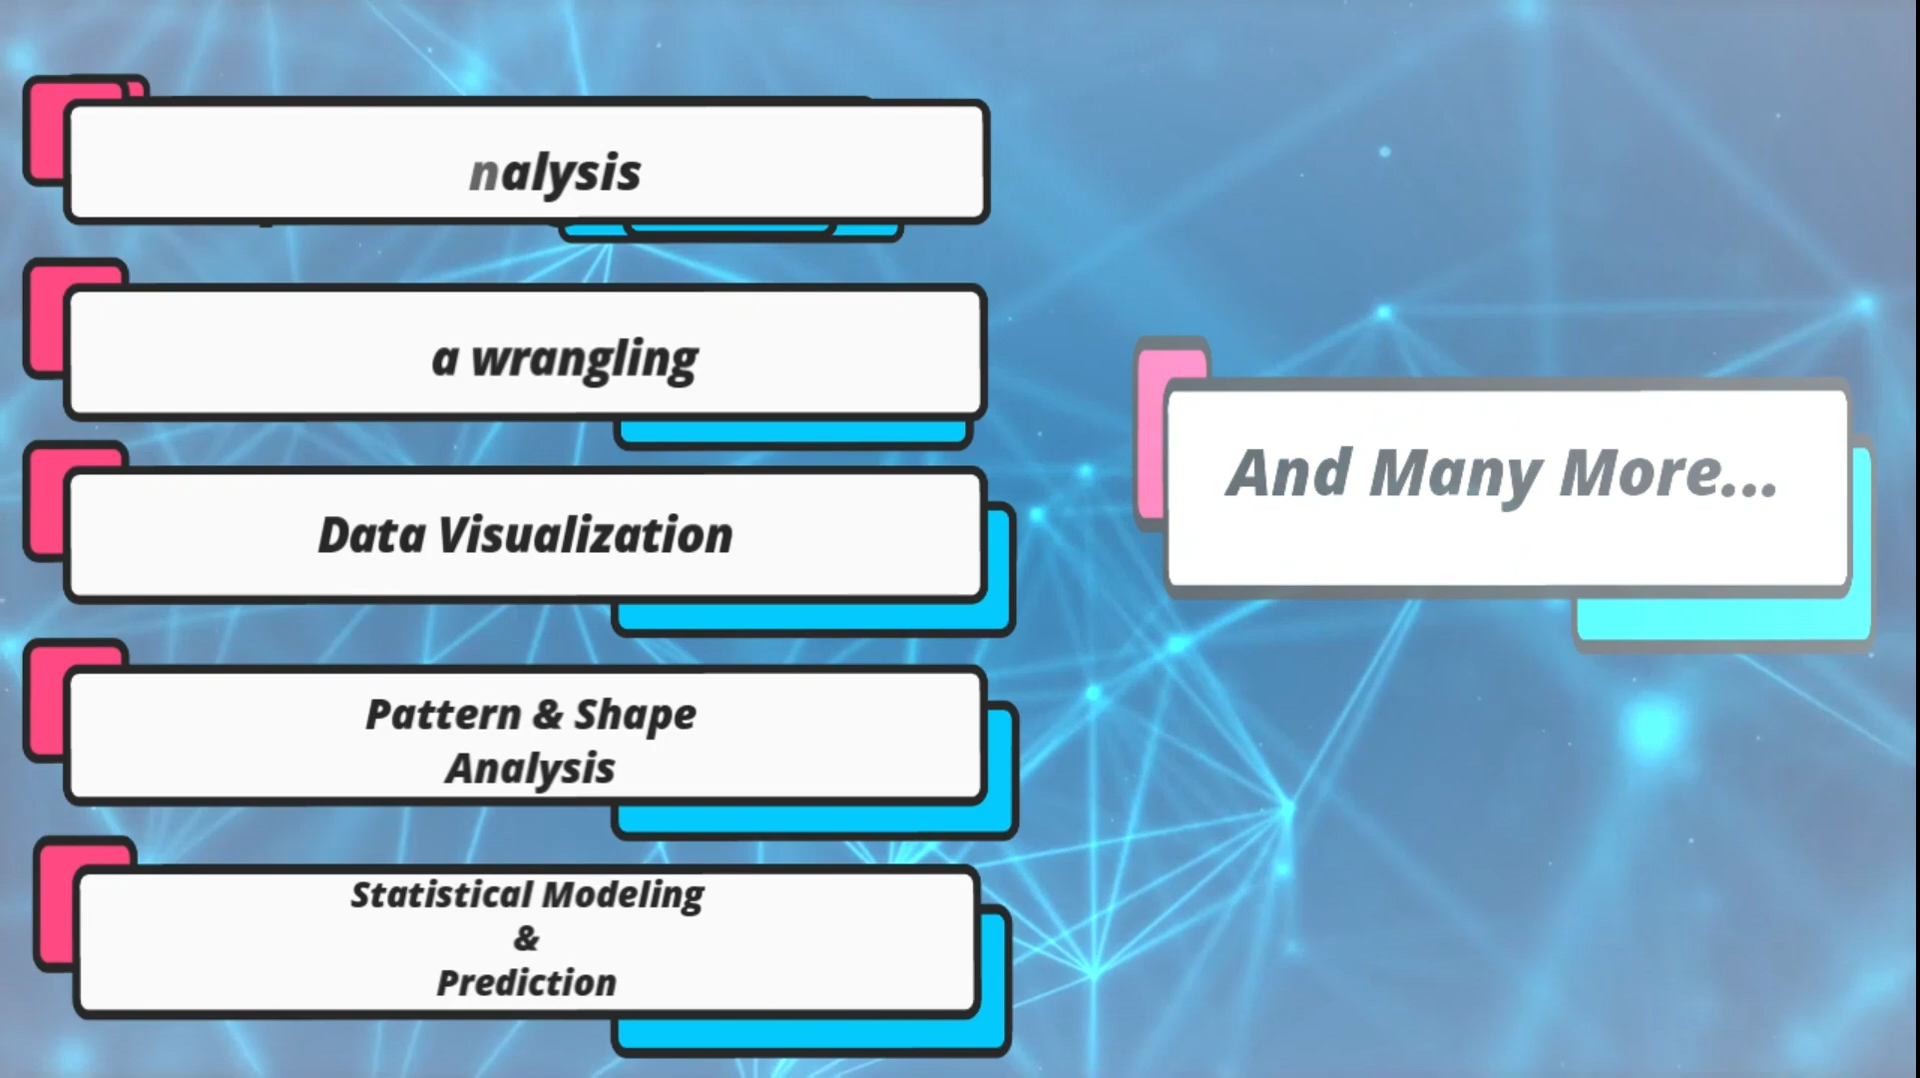 nalysis
a wrangling
Data Visualization
Pattern & Shape
Analysis
Statistical Modeling
&
Prediction
And Many More...